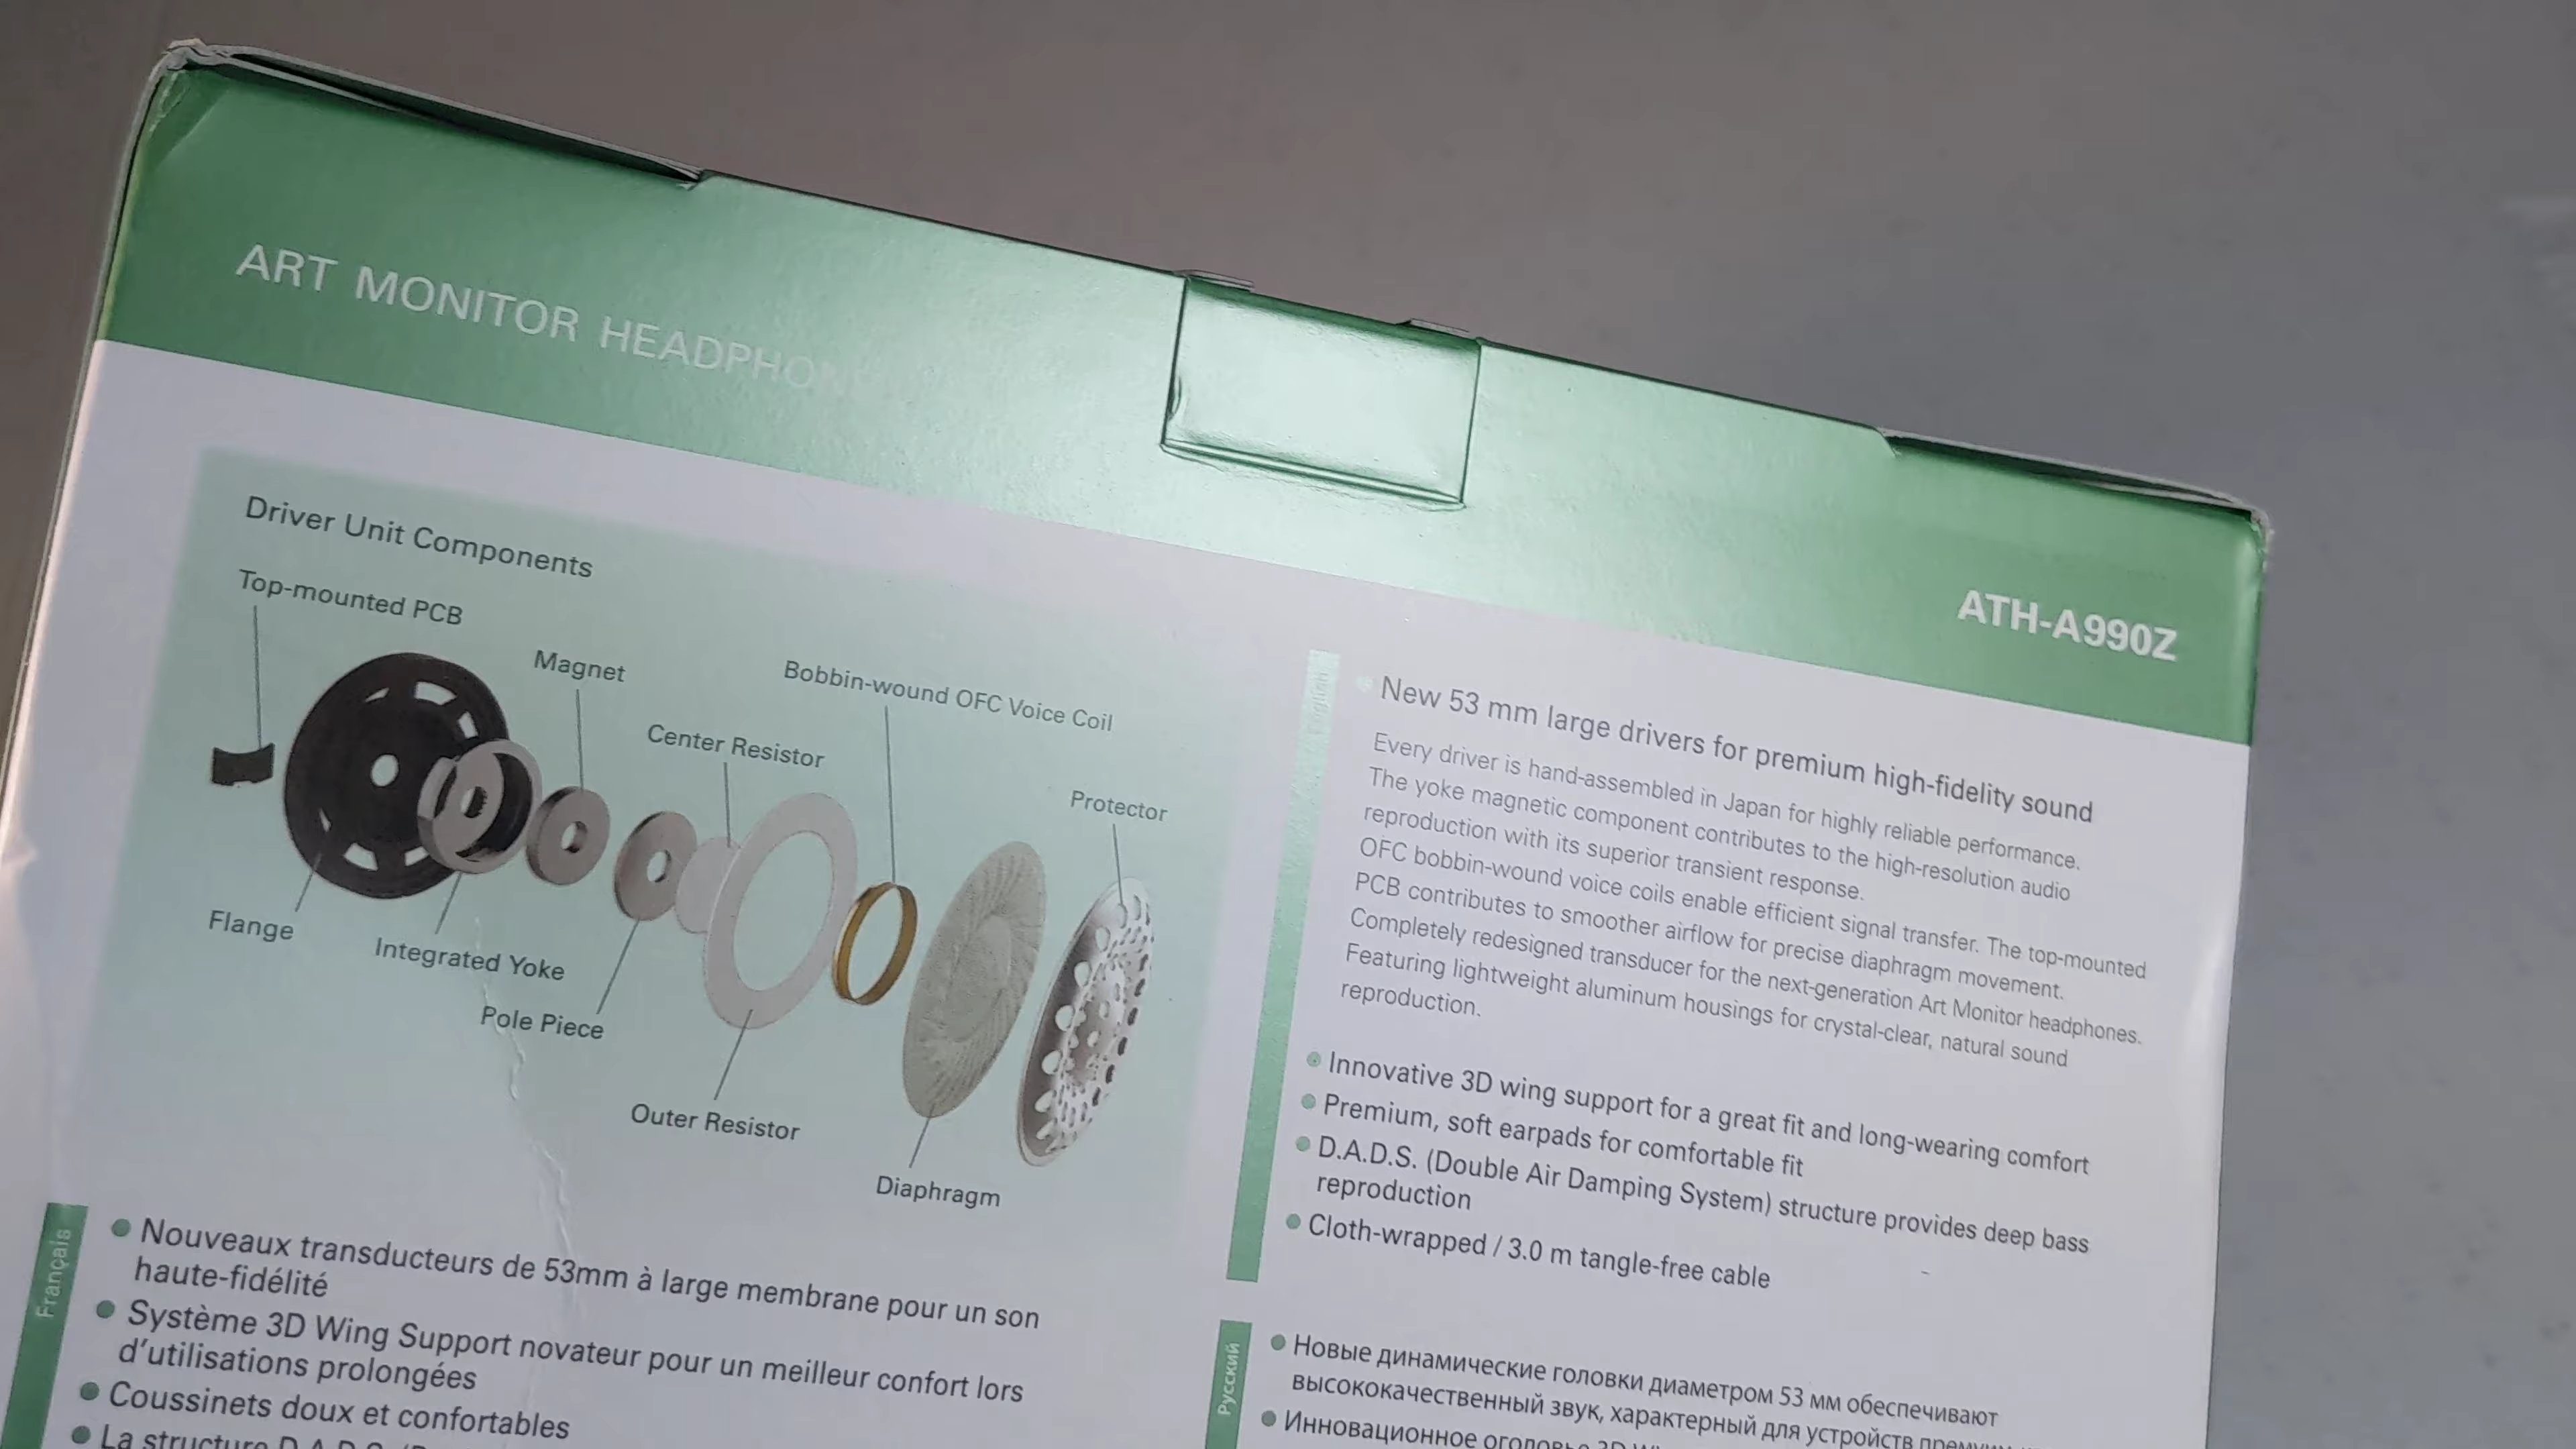 ART MONITOR HEADPHON
ATH-A990Z
Driver Unit Components
Top-mounted PCB
Magnet
Bobbin-wound OFC Voice Coil
Center Resistor
Protector
Flange
Integrated Yoke
Pole Piece
Outer Resistor
Diaphragm
English
New 53 mm large drivers for premium high-fidelity sound
Every driver is hand-assembled in Japan for highly reliable performance.
The yoke magnetic component contributes to the high-resolution audio
reproduction with its superior transient response.
OFC bobbin-wound voice coils enable efficient signal transfer. The top-mounted
PCB contributes to smoother airflow for precise diaphragm movement.
Completely redesigned transducer for the next-generation Art Monitor headphones.
Featuring lightweight aluminum housings for crystal-clear, natural sound
reproduction.
Innovative 3D wing support for a great fit and long-wearing comfort
Premium, soft earpads for comfortable fit
D.A.D.S. (Double Air Damping System) structure provides deep bass
reproduction
Cloth-wrapped / 3.0 m tangle-free cable
Français
Nouveaux transducteurs de 53mm à large membrane pour un son
haute-fidélité
Système 3D Wing Support novateur pour un meilleur confort lors
d'utilisations prolongées
Coussinets doux et confortables
La structure D.A.D.S.
Русский
Новые динамические головки диаметром 53 мм обеспечивают
высококачественный звук, характерный для устройств
Инновационное оголовье 3D